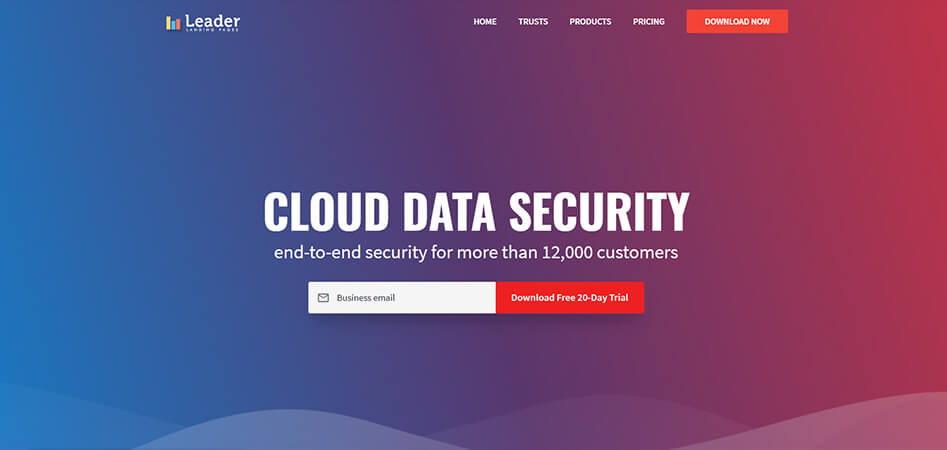 Leader
LANDING PAGES
HOME
TRUSTS
PRODUCTS
PRICING
DOWNLOAD NOW
CLOUD DATA SECURITY
end-to-end security for more than 12,000 customers
Business email
Download Free 20-Day Trial